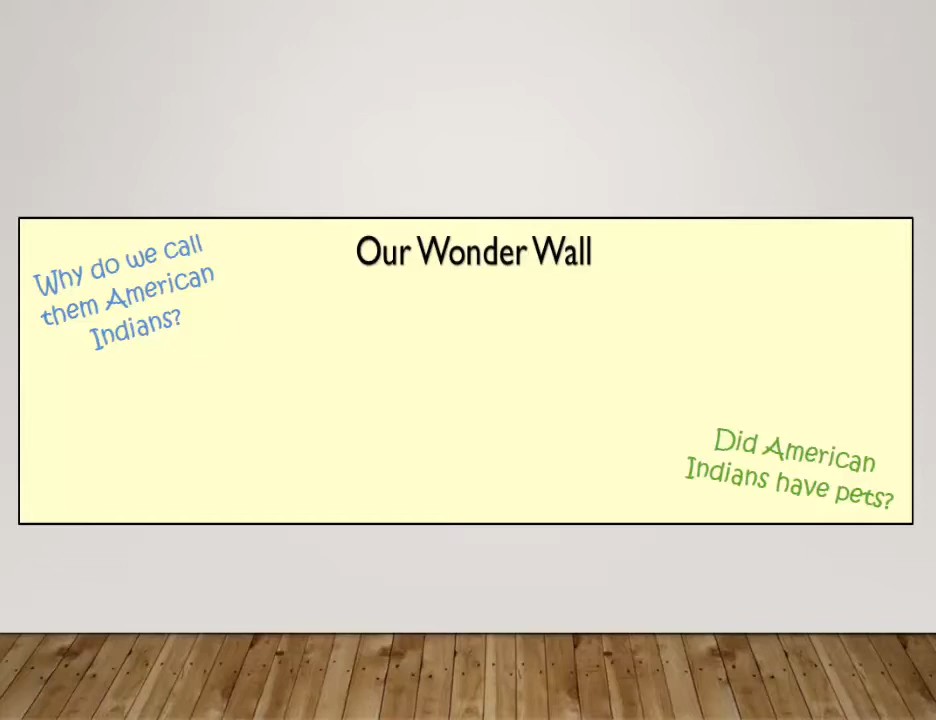 Our Wonder Wall
Why do we call
them American
Indians?
Did American
Indians have pets?